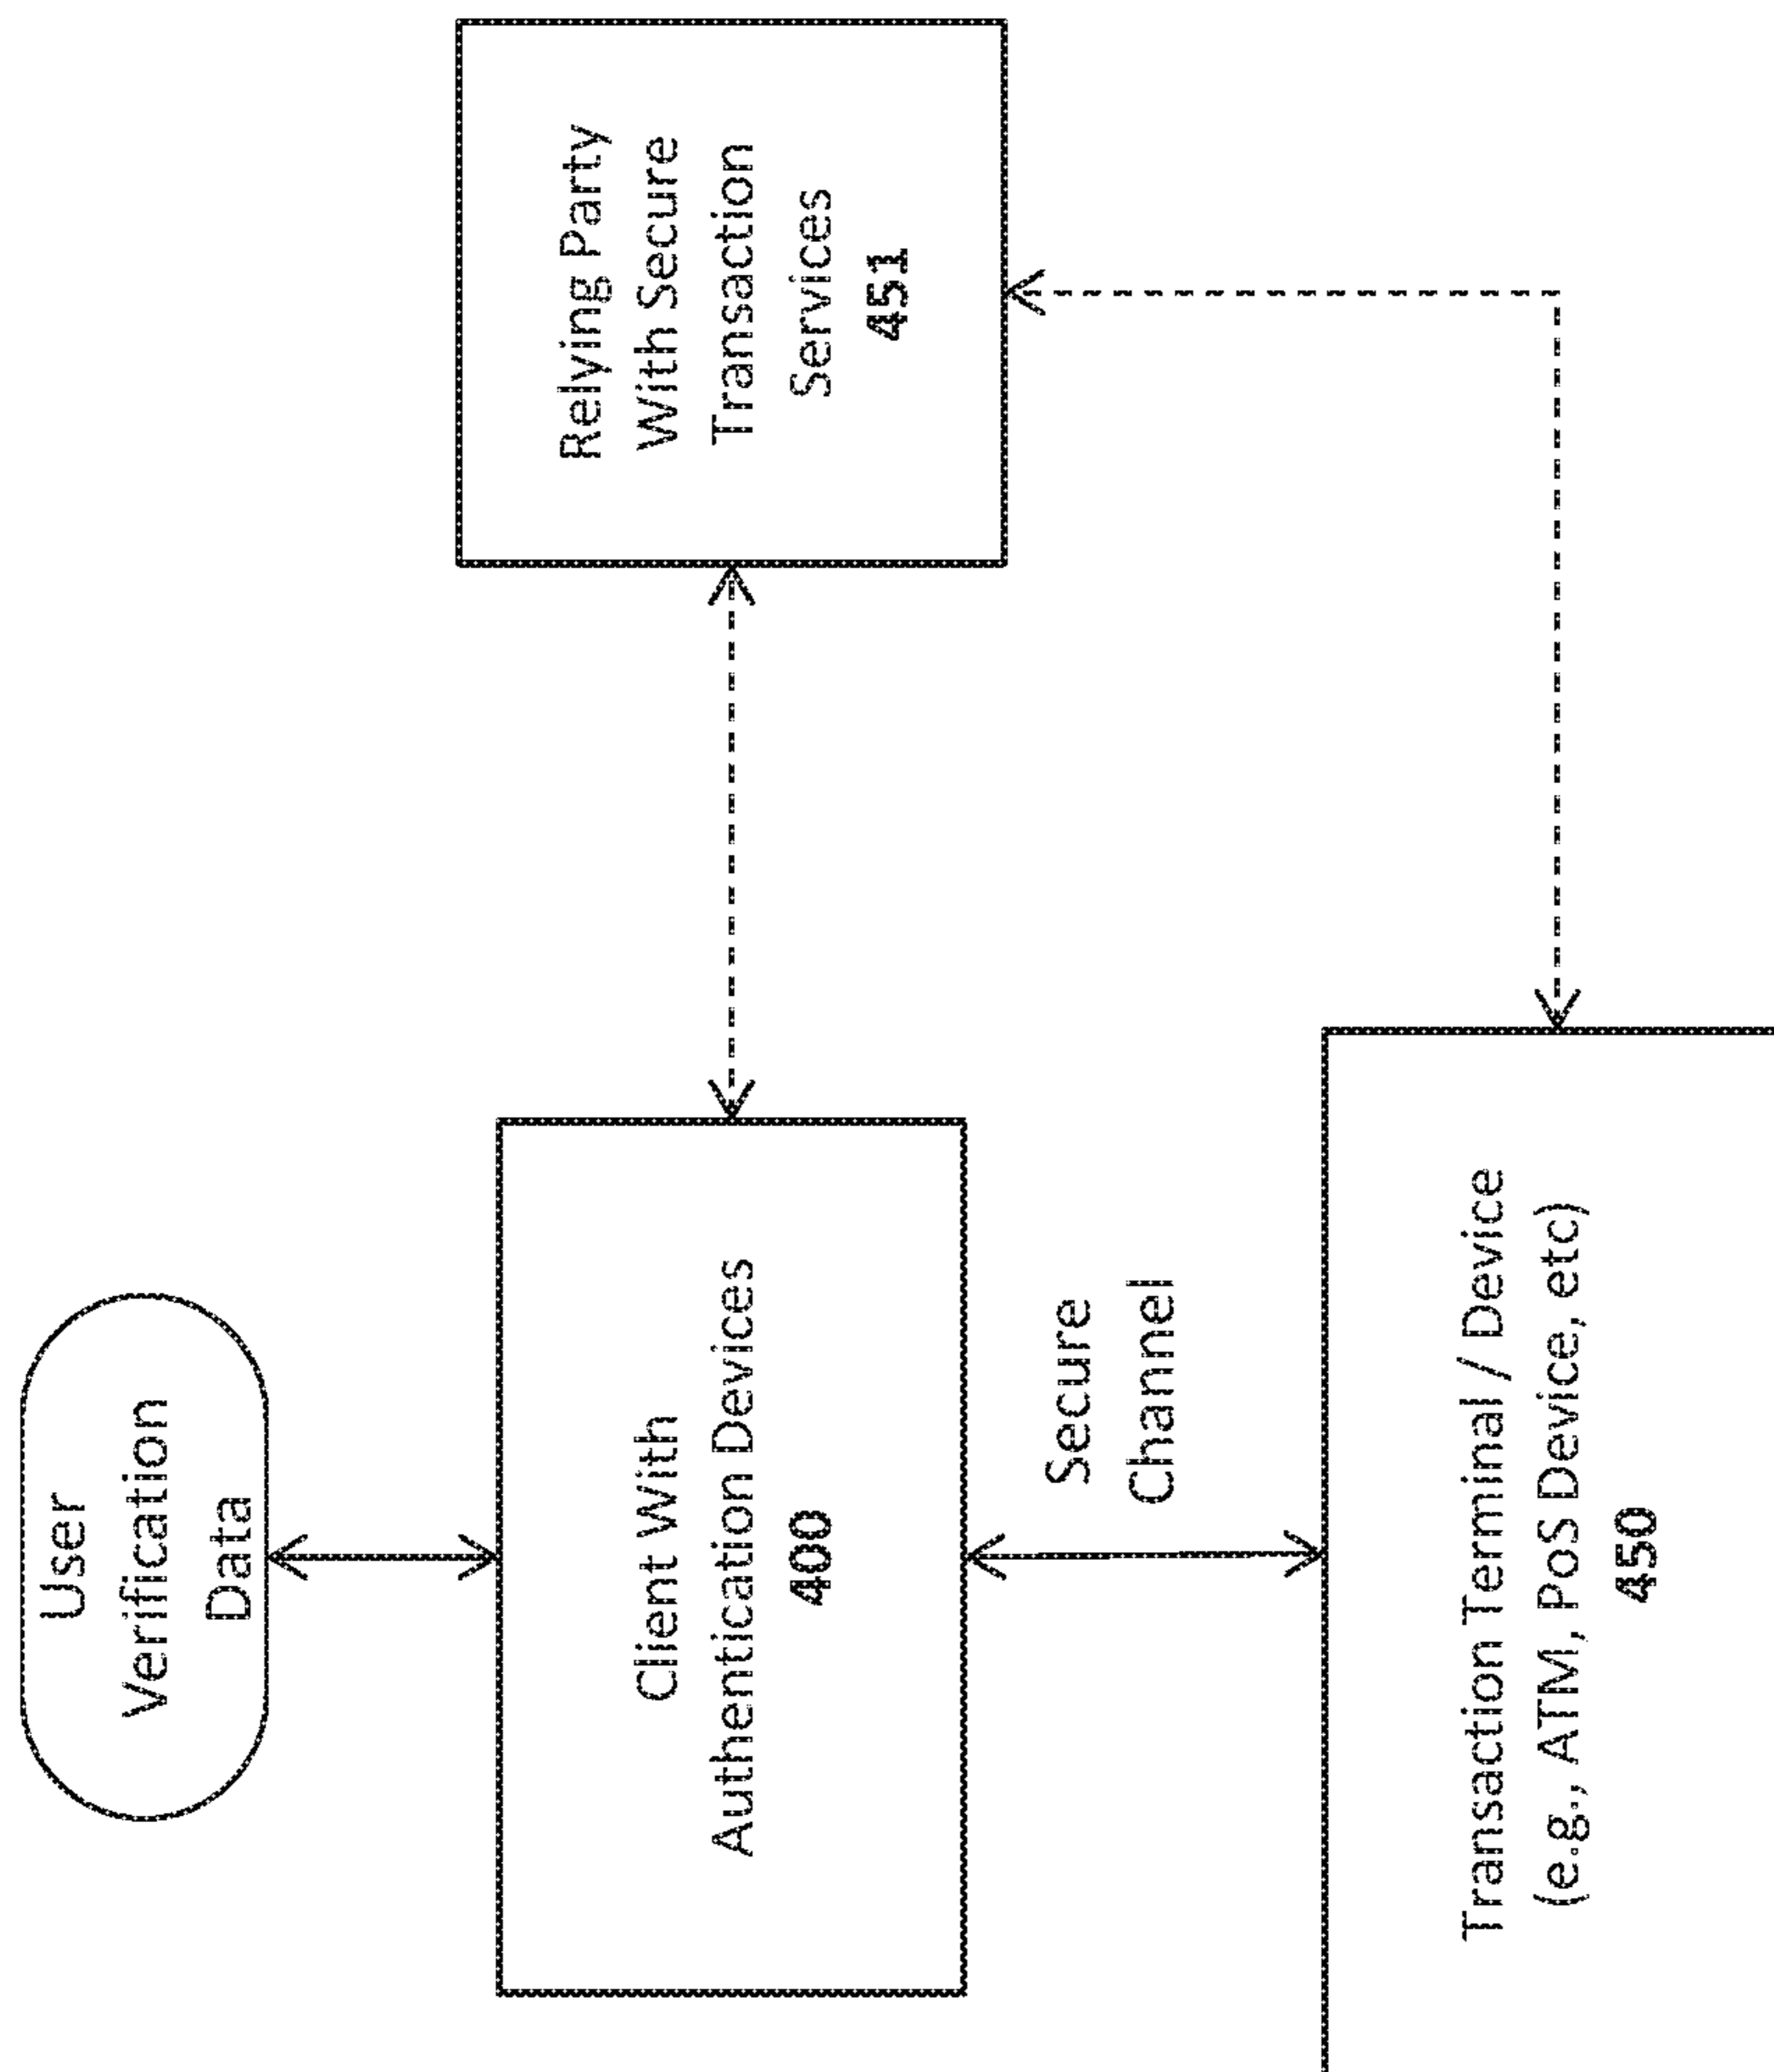 User
Verification
Data
Client With
Authentication Devices
400
Secure
Channel
Transaction Terminal / Device
(e.g., ATM, PoS Device, etc)
450
Relying Party
With Secure
Transaction
Services
451